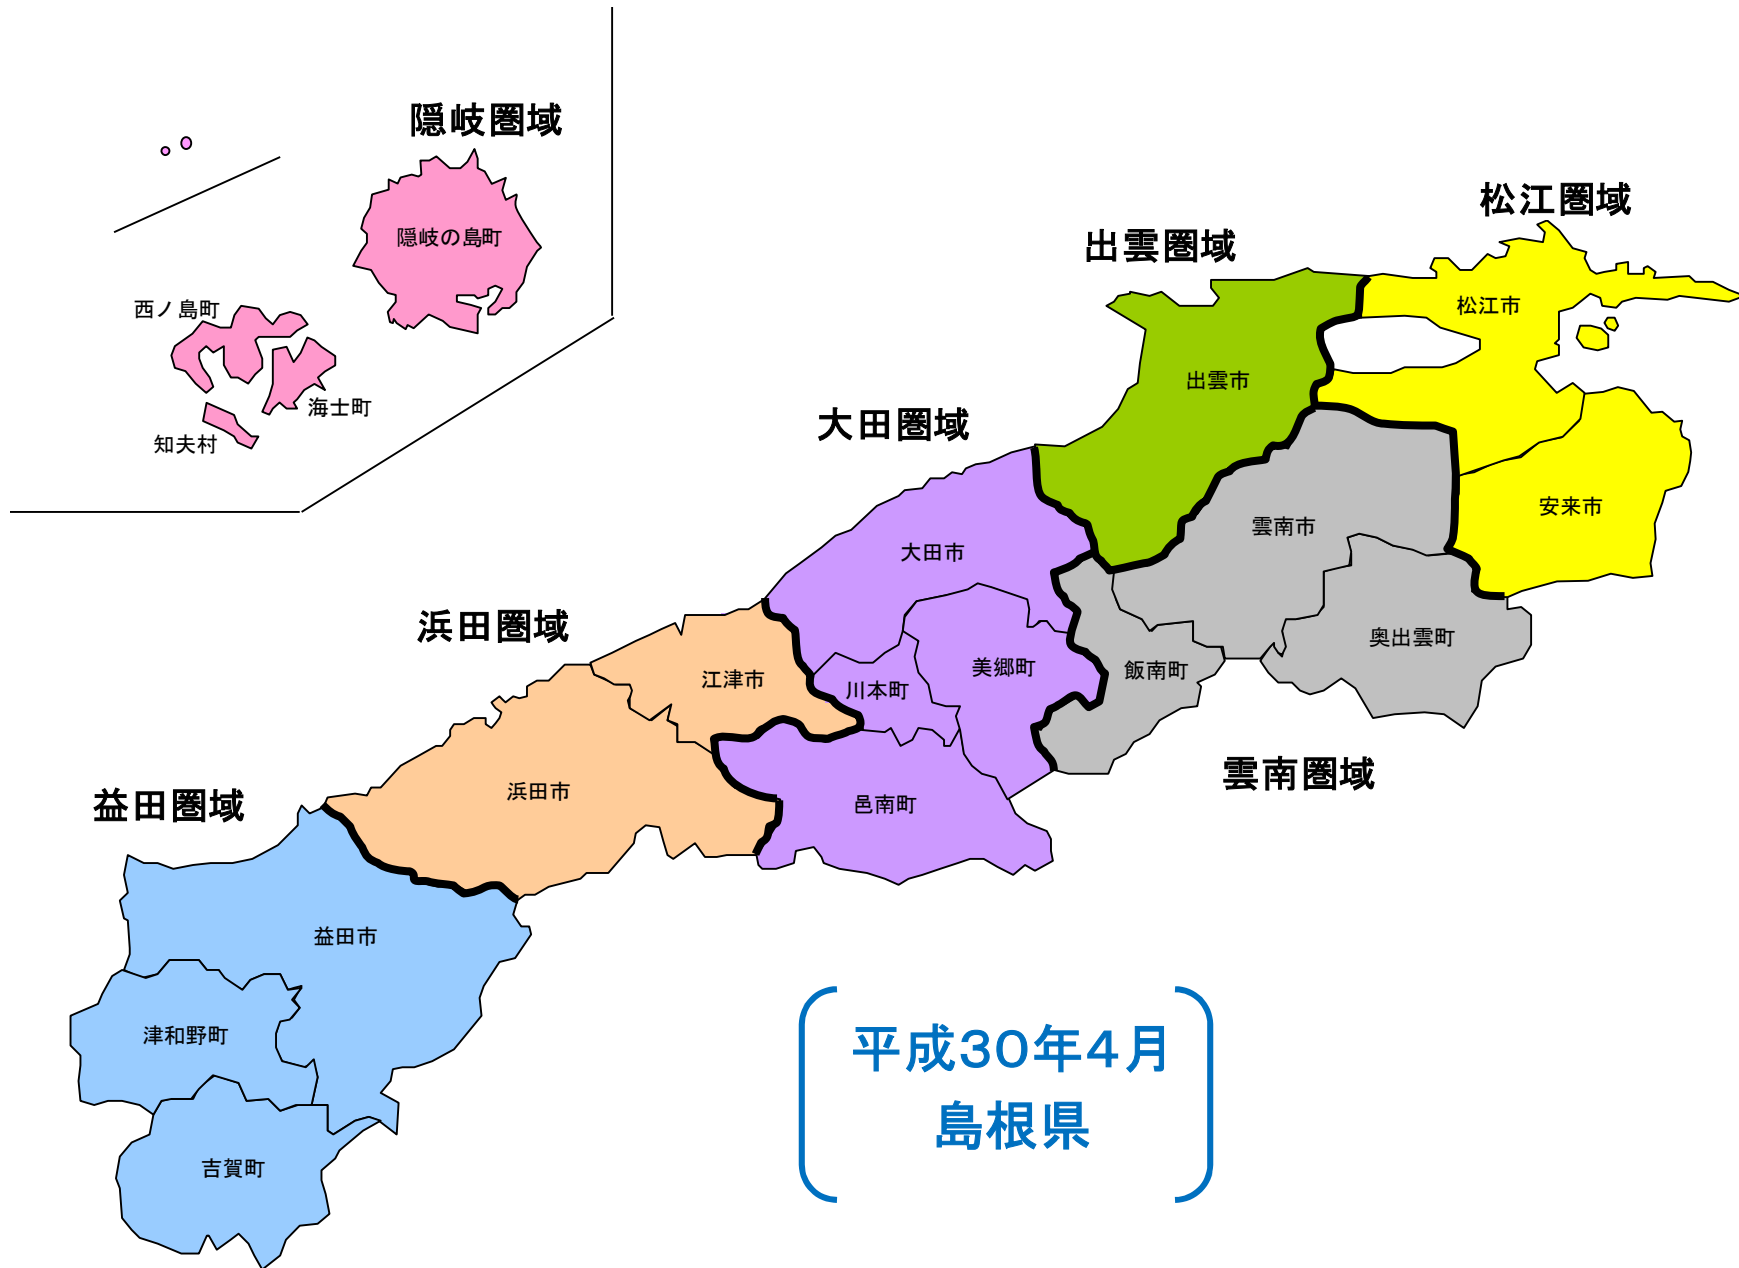 隠岐圏域
松江圏域
出雲圏域
隠岐の島町
西ノ島町
松江市
出雲市
海士町
大田圏域
知夫村
安来市
雲南市
大田市
浜田圏域
奥出雲町
美郷町
飯南町
江津市
川本町
雲南圏域
浜田市
益田圏域
邑南町
益田市
津和野町
平成30年4月
島根県
吉賀町